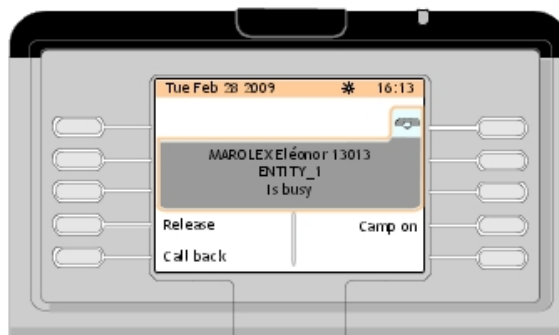 Tue Feb 28 2009 16:13
MAROLEX Eléonor 13013
ENTITY_1
Is busy
Release Camp on
Call back